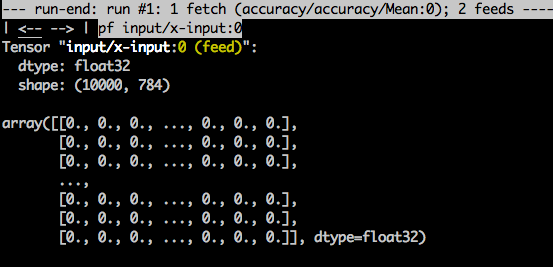 --- run-end: run #1: 1 fetch (accuracy/accuracy/Mean:0); 2 feeds ----
| <-- --> | pf input/x-input:0
Tensor "input/x-input:0 (feed)":
  dtype: float32
  shape: (10000, 784)

array([[0., 0., 0., ..., 0., 0., 0.],
       [0., 0., 0., ..., 0., 0., 0.],
       [0., 0., 0., ..., 0., 0., 0.],
       ...,
       [0., 0., 0., ..., 0., 0., 0.],
       [0., 0., 0., ..., 0., 0., 0.],
       [0., 0., 0., ..., 0., 0., 0.]], dtype=float32)